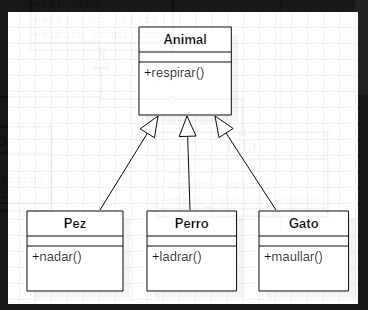 Animal
+respirar()
Pez
Perro
Gato
+nadar()
+ladrar()
+maullar()